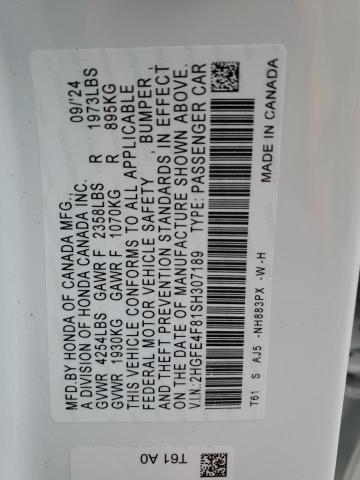 MFD.BY HONDA OF CANADA MFG.,
A DIVISION OF HONDA CANADA INC. 09/'24
GVWR 4254LBS GAWR F 2358LBS R 1973LBS
GVWR 1930KG GAWR F 1070KG R 895KG
THIS VEHICLE CONFORMS TO ALL APPLICABLE
FEDERAL MOTOR VEHICLE SAFETY , BUMPER ,
AND THEFT PREVENTION STANDARDS IN EFFECT
ON THE DATE OF MANUFACTURE SHOWN ABOVE.
V.I.N.:2HGFE4F81SH307189 TYPE: PASSENGER CAR
T61 S AJ5 -NH883PX -W -H MADE IN CANADA
T61 A0